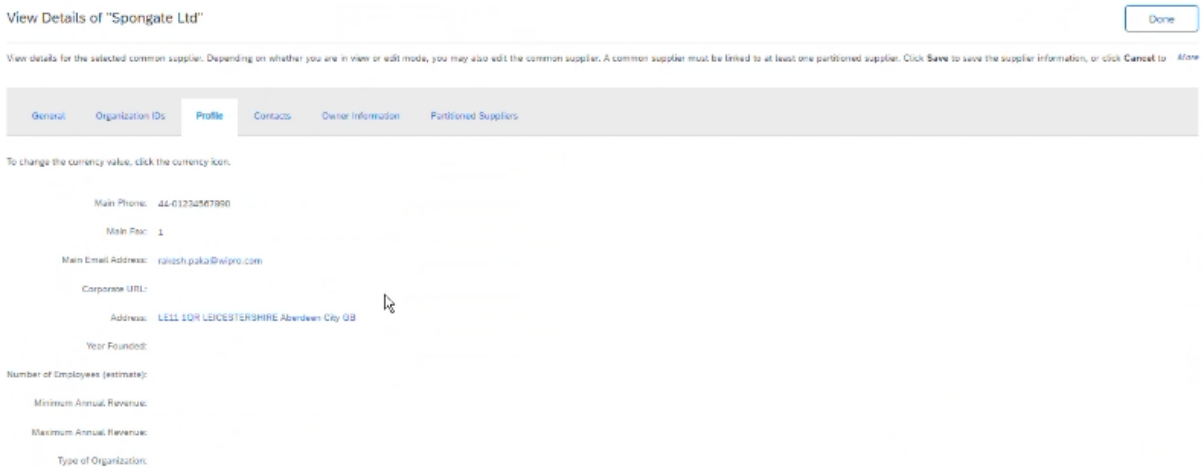 View Details of "Spongate Ltd"
Done
View details for the selected common supplier. Depending on whether you are in view or edit mode, you may also edit the common supplier. A common supplier must be linked to at least one partitioned supplier. Click Save to save the supplier information, or click Cancel to More
General Organization IDs Profile Contacts Owner Information Partitioned Suppliers
To change the currency value, click the currency icon.
Main Phone: 44-01234567890
Main Fax: 1
Main Email Address: rakesh.paka@wipro.com
Corporate URL:
Address: LE11 1QR LEICESTERSHIRE Aberdeen City GB
Year Founded:
Number of Employees (estimate):
Minimum Annual Revenue:
Maximum Annual Revenue:
Type of Organization: